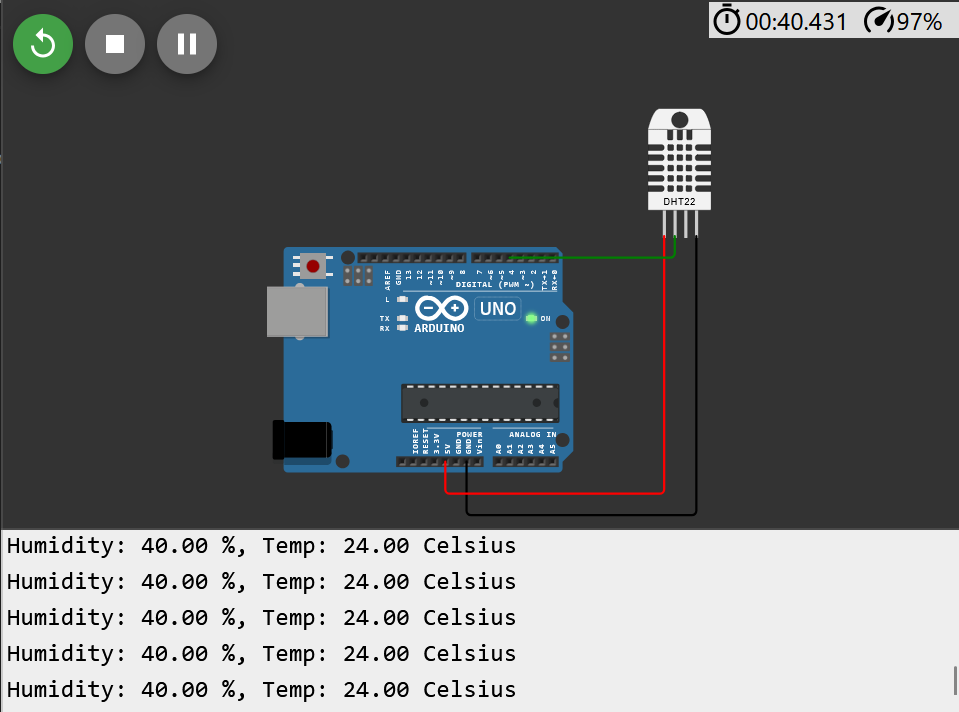 00:40.431 97%
DHT22
AREF GND 13 12 ~11 ~10 ~9 8 7 ~6 ~5 4 ~3 2 TX→1 RX←0
DIGITAL (PWM ~)
L
TX
RX
UNO
ARDUINO
ON
IOREF RESET 3.3V 5V GND GND Vin
POWER
ANALOG IN
A0 A1 A2 A3 A4 A5
Humidity: 40.00 %, Temp: 24.00 Celsius
Humidity: 40.00 %, Temp: 24.00 Celsius
Humidity: 40.00 %, Temp: 24.00 Celsius
Humidity: 40.00 %, Temp: 24.00 Celsius
Humidity: 40.00 %, Temp: 24.00 Celsius